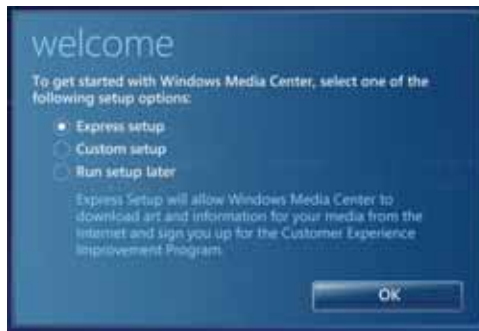 welcome
To get started with Windows Media Center, select one of the
following setup options:
Express setup
Custom setup
Run setup later
Express Setup will allow Windows Media Center to
download art and information for your media from the
Internet and sign you up for the Customer Experience
Improvement Program.
OK